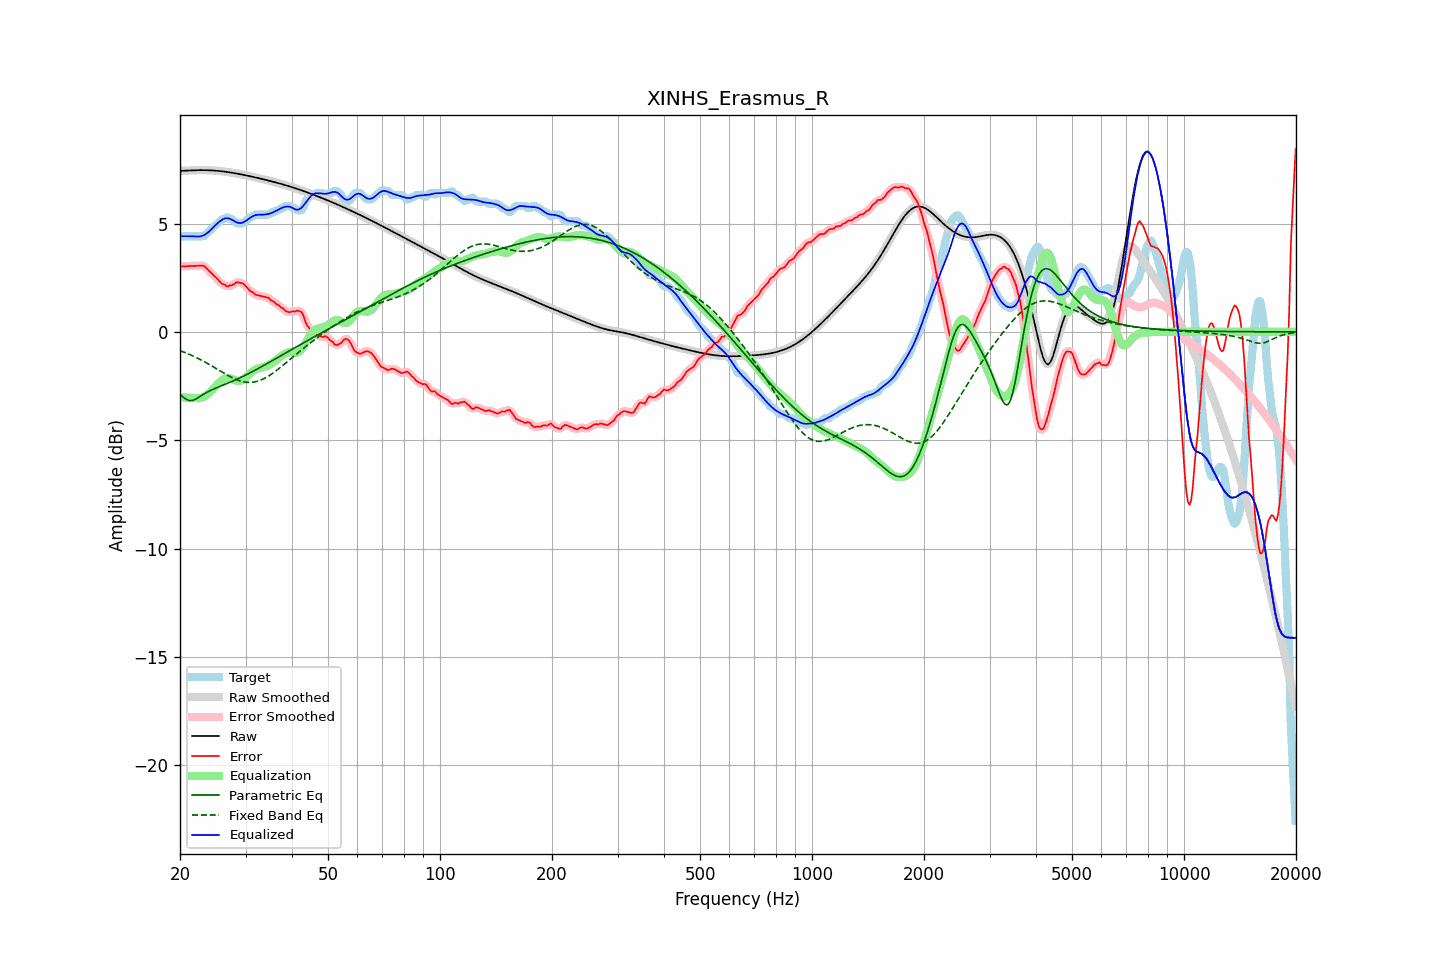 XINHS_Erasmus_R
Amplitude (dBr)
5
0
−5
−10
−15
−20
Target
Raw Smoothed
Error Smoothed
Raw
Error
Equalization
Parametric Eq
Fixed Band Eq
Equalized
20
50
100
200
500
1000
2000
5000
10000
20000
Frequency (Hz)